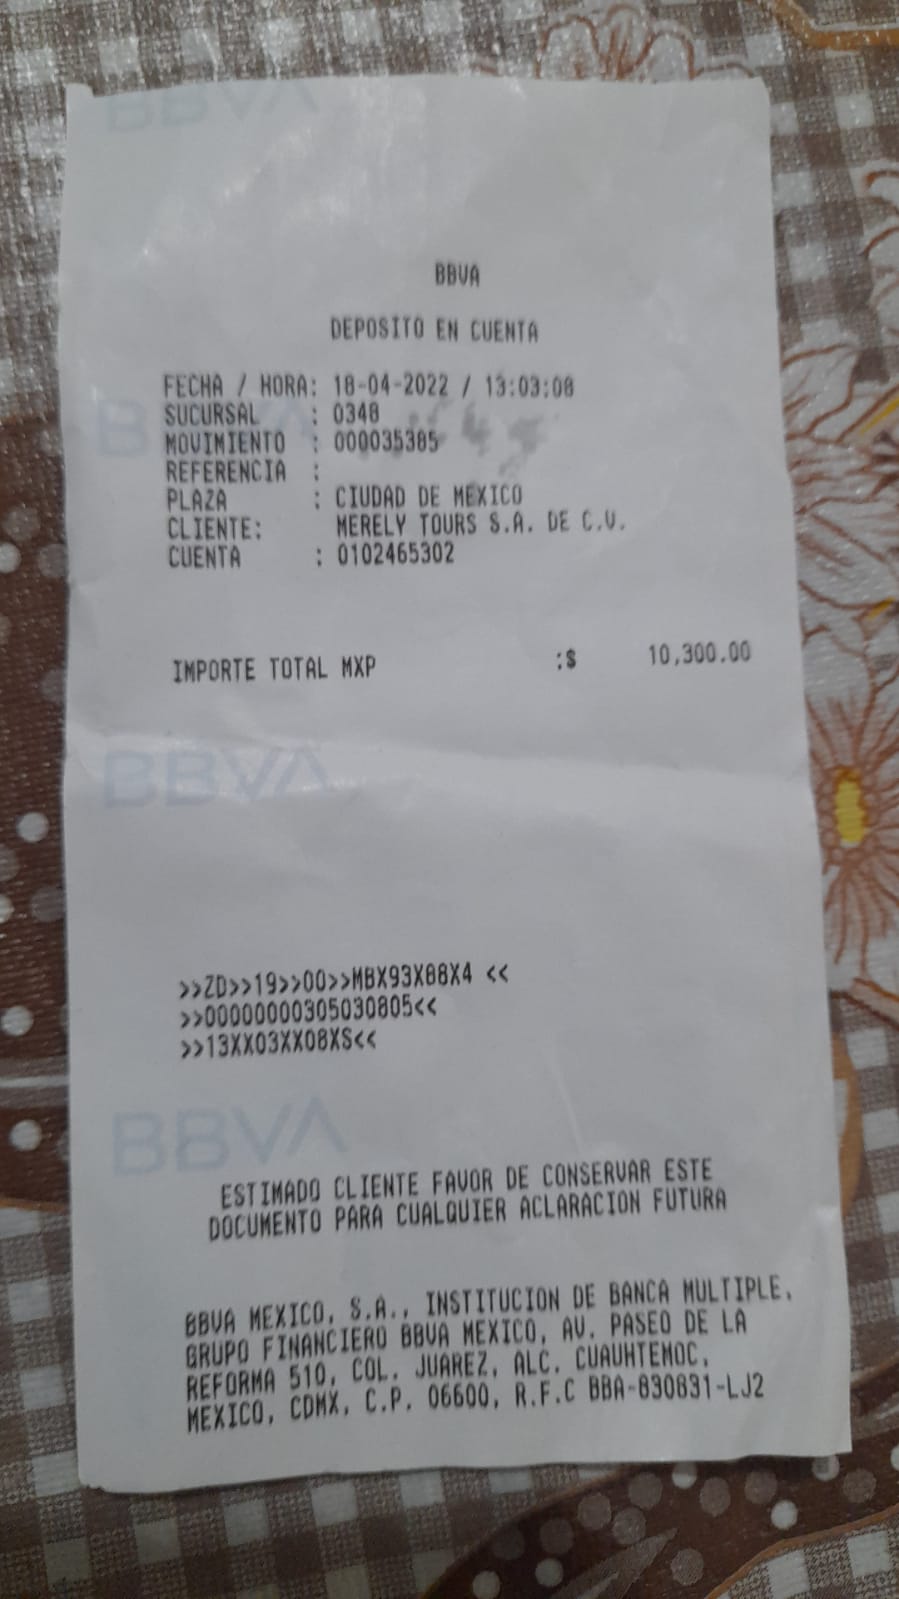 BBVA
BBVA
DEPOSITO EN CUENTA
FECHA / HORA: 18-04-2022 / 13:03:08
BBVA
SUCURSAL : 0348
MOVIMIENTO : 000035385
REFERENCIA :
PLAZA : CIUDAD DE MEXICO
CLIENTE: MERELY TOURS S.A. DE C.V.
CUENTA : 0102465302
IMPORTE TOTAL MXP :$ 10,300.00
BBVA
>>ZD>>19>>00>>MBX93X88X4 <<
>>00000000305030805<<
>>13XX03XX08XS<<
BBVA
ESTIMADO CLIENTE FAVOR DE CONSERVAR ESTE
DOCUMENTO PARA CUALQUIER ACLARACION FUTURA
BBVA MEXICO, S.A., INSTITUCION DE BANCA MULTIPLE,
GRUPO FINANCIERO BBVA MEXICO, AV. PASEO DE LA
REFORMA 510, COL. JUAREZ, ALC. CUAUHTEMOC,
MEXICO, CDMX, C.P. 06600, R.F.C BBA-830831-LJ2